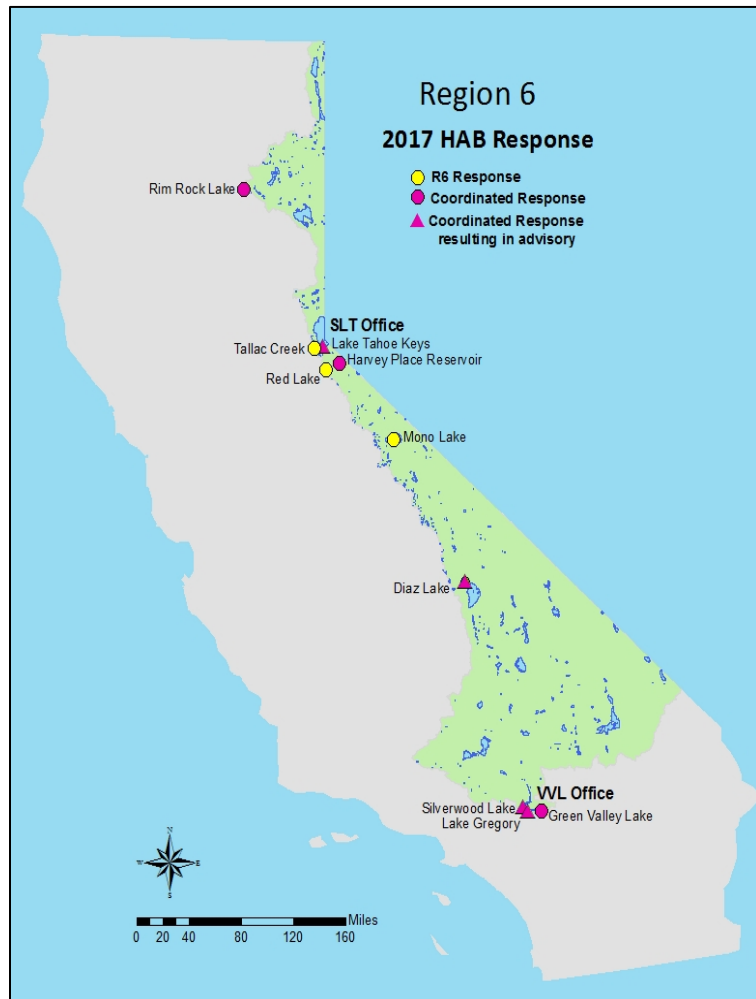 Region 6
2017 HAB Response
R6 Response
Coordinated Response
Coordinated Response
resulting in advisory
Rim Rock Lake
SLT Office
Tallac Creek
Lake Tahoe Keys
Harvey Place Reservoir
Red Lake
Mono Lake
Diaz Lake
VVL Office
Silverwood Lake
Green Valley Lake
Lake Gregory
N
W
E
S
Miles
0 20 40 80 120 160